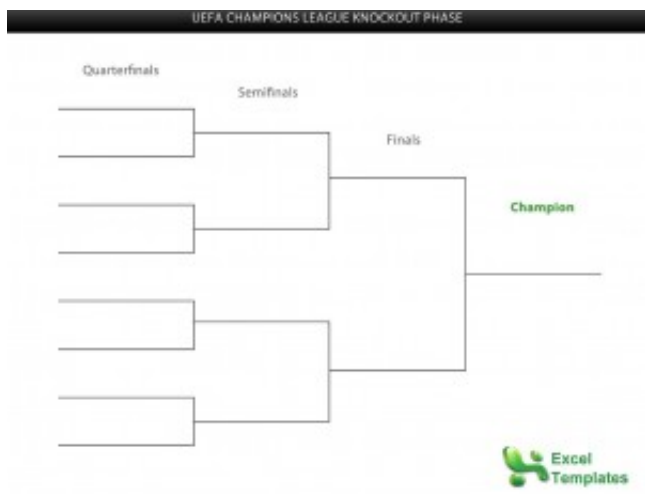 UEFA CHAMPIONS LEAGUE KNOCKOUT PHASE
Quarterfinals
Semifinals
Finals
Champion
Excel
Templates